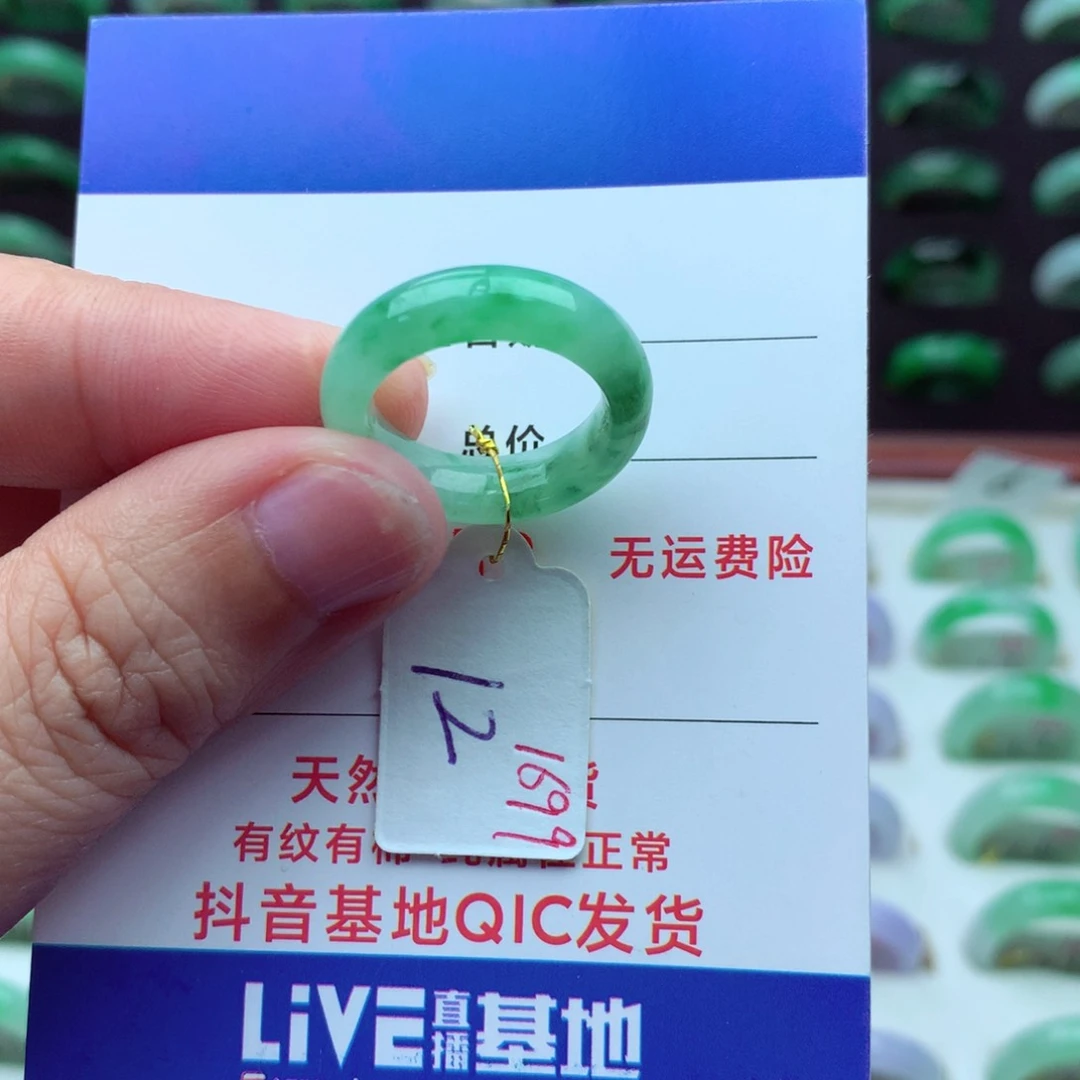 总价
无运费险
12
1699
天然
有纹有棉
正常
抖音基地QIC发货
LiVE直播基地